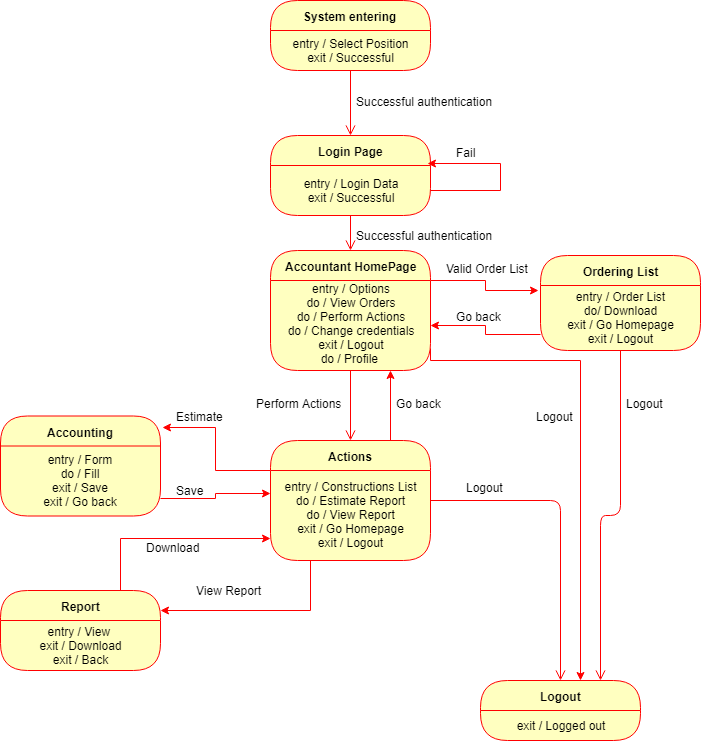 System entering
entry / Select Position
exit / Successful
Successful authentication
Login Page
entry / Login Data
exit / Successful
Fail
Successful authentication
Accountant HomePage
entry / Options
do / View Orders
do / Perform Actions
do / Change credentials
exit / Logout
do / Profile
Valid Order List
Go back
Ordering List
entry / Order List
do/ Download
exit / Go Homepage
exit / Logout
Perform Actions
Go back
Logout
Logout
Estimate
Accounting
entry / Form
do / Fill
exit / Save
exit / Go back
Save
Actions
entry / Constructions List
do / Estimate Report
do / View Report
exit / Go Homepage
exit / Logout
Logout
Download
View Report
Report
entry / View
exit / Download
exit / Back
Logout
exit / Logged out